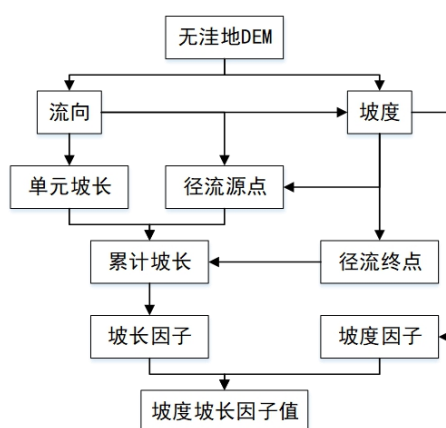 无洼地DEM
流向
坡度
单元坡长
径流源点
累计坡长
径流终点
坡长因子
坡度因子
坡度坡长因子值